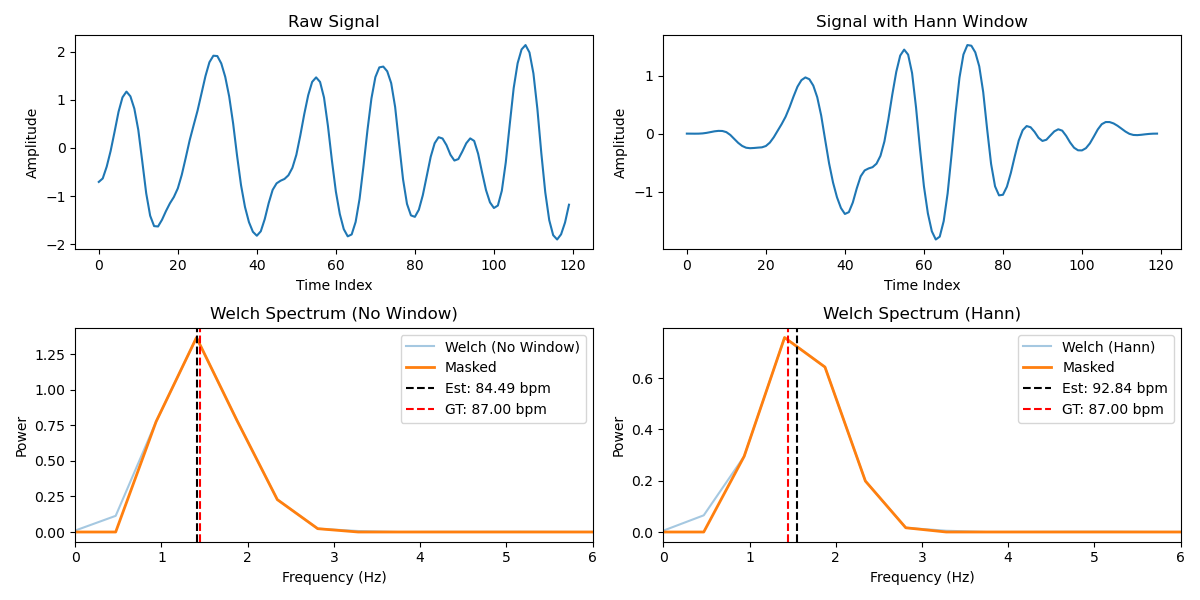 Raw Signal
Amplitude
2
1
0
−1
−2
0 20 40 60 80 100 120
Time Index
Signal with Hann Window
Amplitude
1
0
−1
0 20 40 60 80 100 120
Time Index
Welch Spectrum (No Window)
Power
1.25
1.00
0.75
0.50
0.25
0.00
Welch (No Window)
Masked
Est: 84.49 bpm
GT: 87.00 bpm
0 1 2 3 4 5 6
Frequency (Hz)
Welch Spectrum (Hann)
Power
0.6
0.4
0.2
0.0
Welch (Hann)
Masked
Est: 92.84 bpm
GT: 87.00 bpm
0 1 2 3 4 5 6
Frequency (Hz)